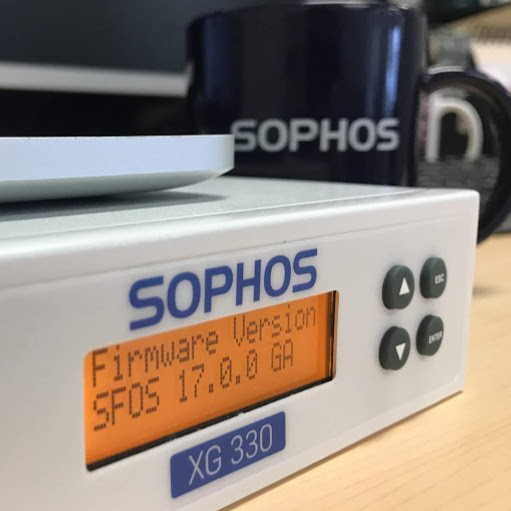 SOPHOS
SOPHOS
Firmware Version
SFOS 17.0.0 GA
XG 330
ESC
ENTER